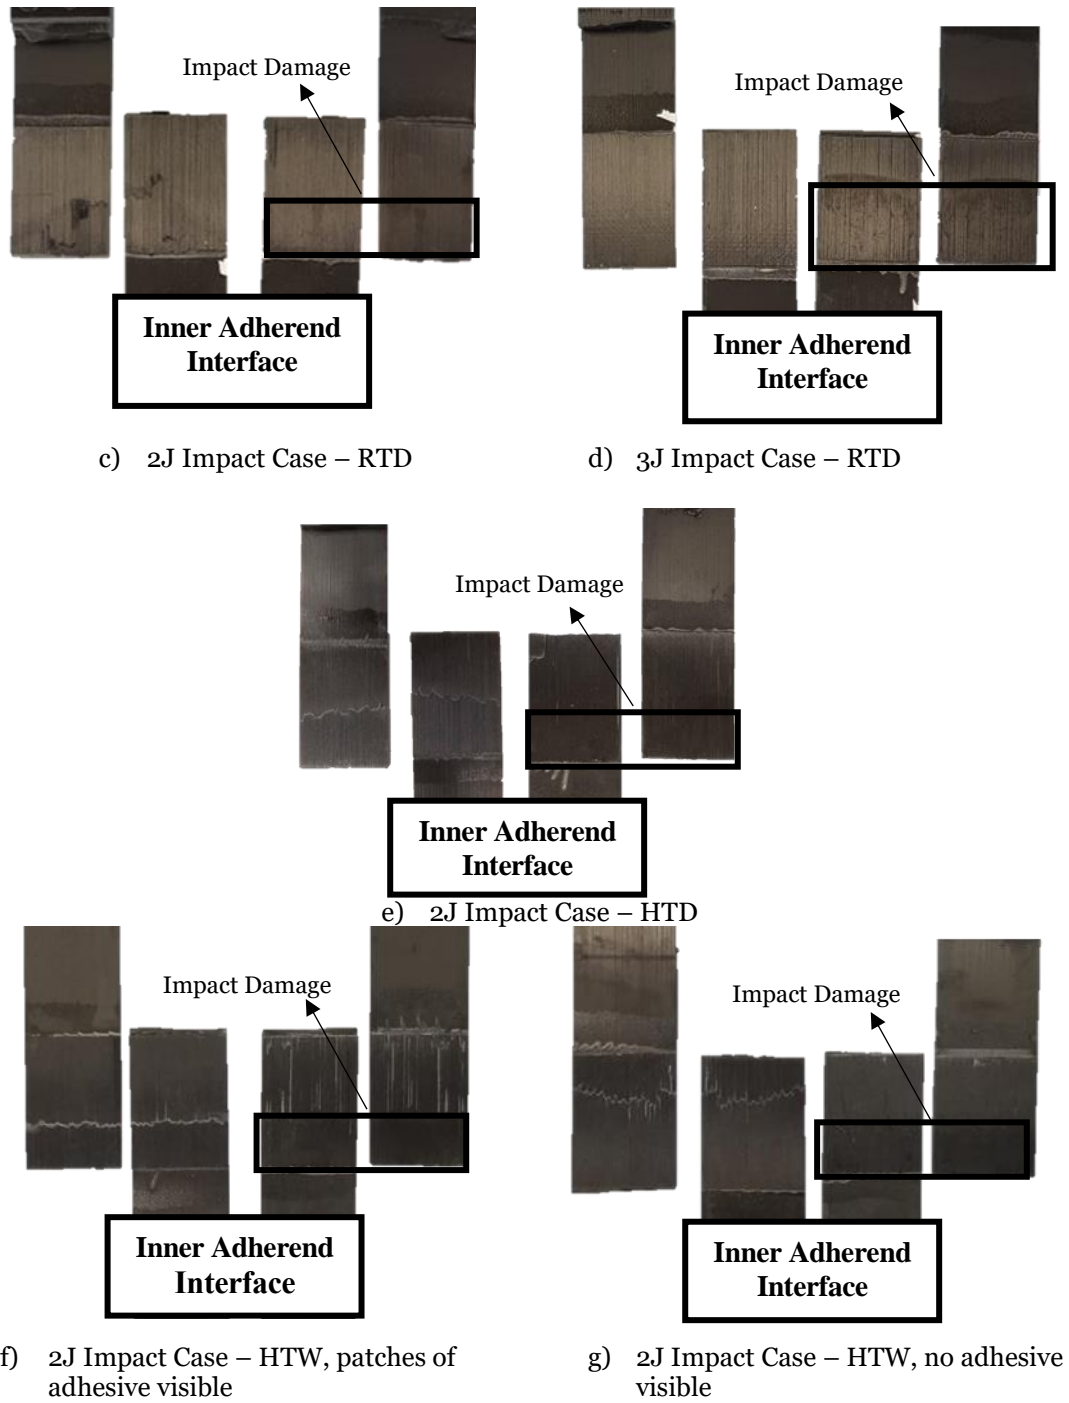 Impact Damage
Impact Damage
Inner Adherend
Interface
Inner Adherend
Interface
c) 2J Impact Case – RTD
d) 3J Impact Case – RTD
Impact Damage
Inner Adherend
Interface
e) 2J Impact Case – HTD
Impact Damage
Impact Damage
Inner Adherend
Interface
Inner Adherend
Interface
f) 2J Impact Case – HTW, patches of
adhesive visible
g) 2J Impact Case – HTW, no adhesive
visible